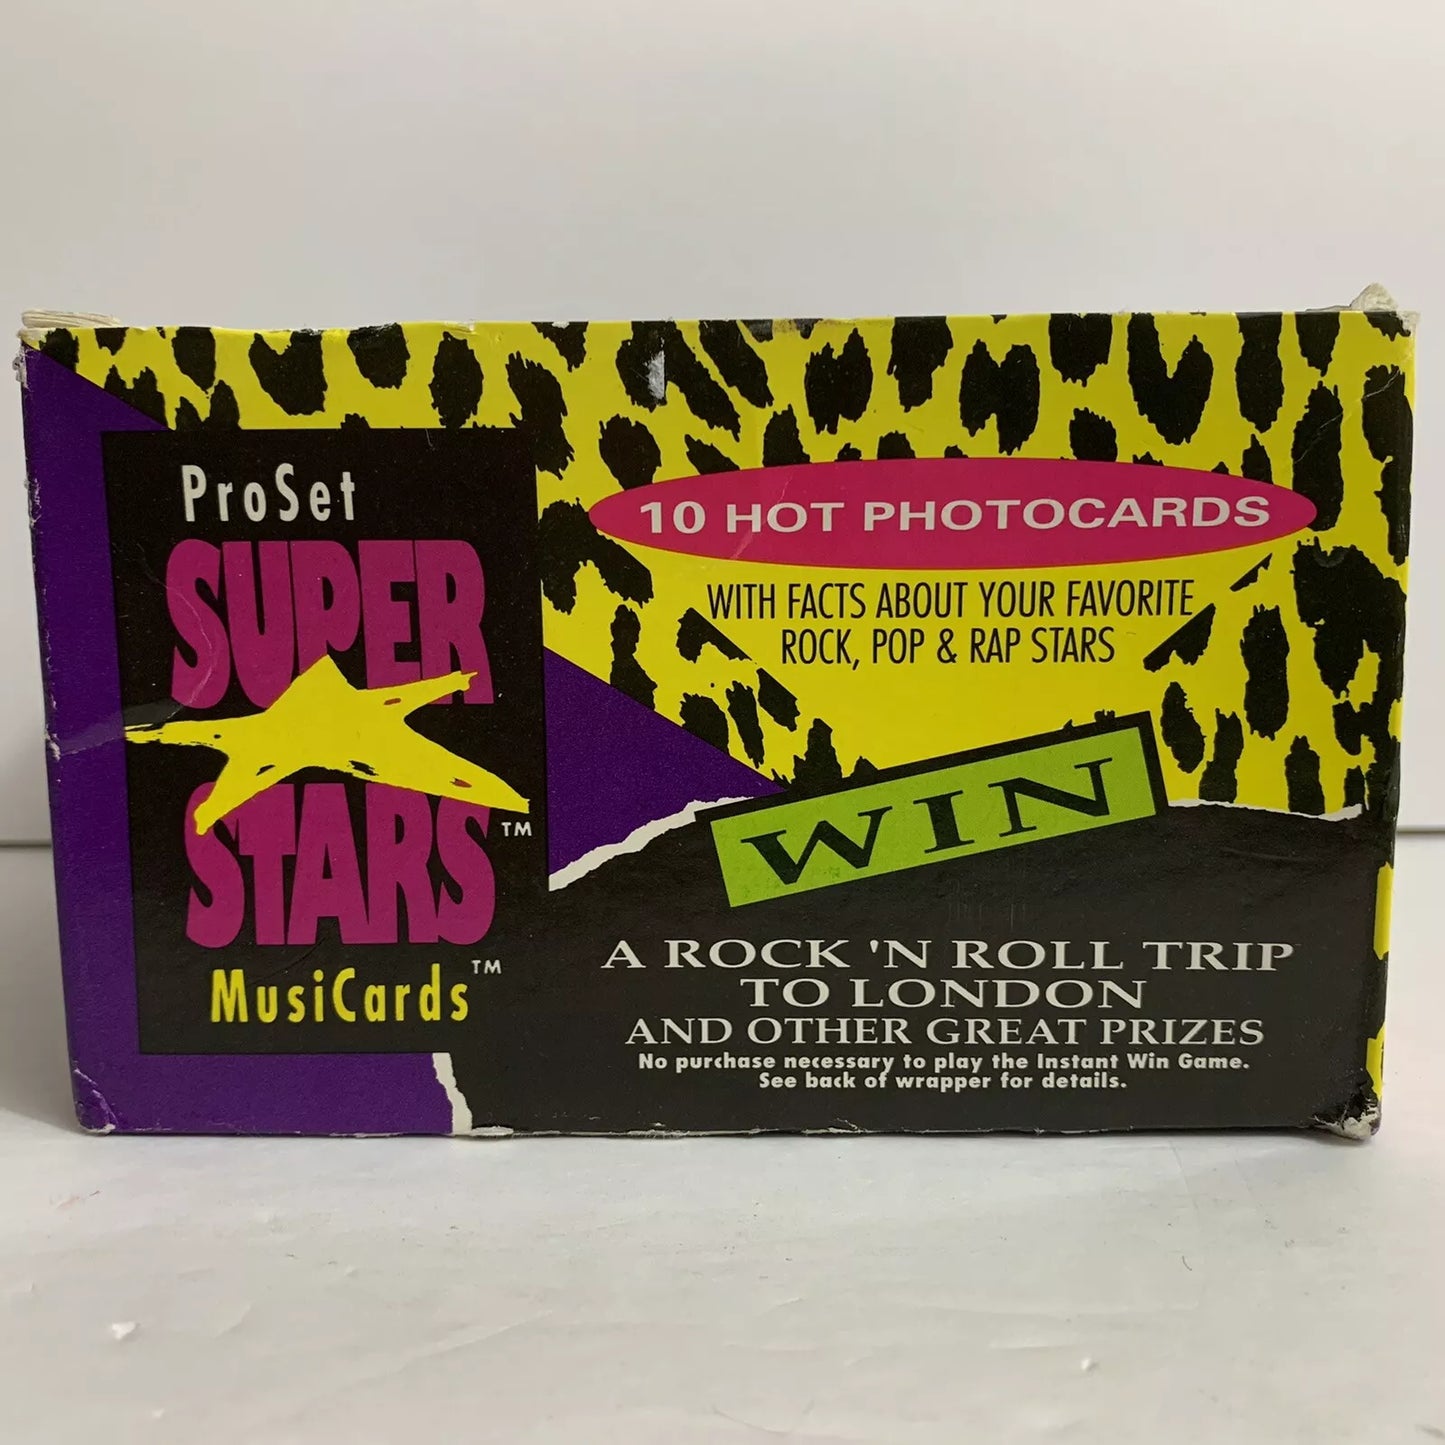 ProSet
SUPER
STARS™
MusiCards™
10 HOT PHOTOCARDS
WITH FACTS ABOUT YOUR FAVORITE
ROCK, POP & RAP STARS
WIN
A ROCK 'N ROLL TRIP
TO LONDON
AND OTHER GREAT PRIZES
No purchase necessary to play the Instant Win Game.
See back of wrapper for details.